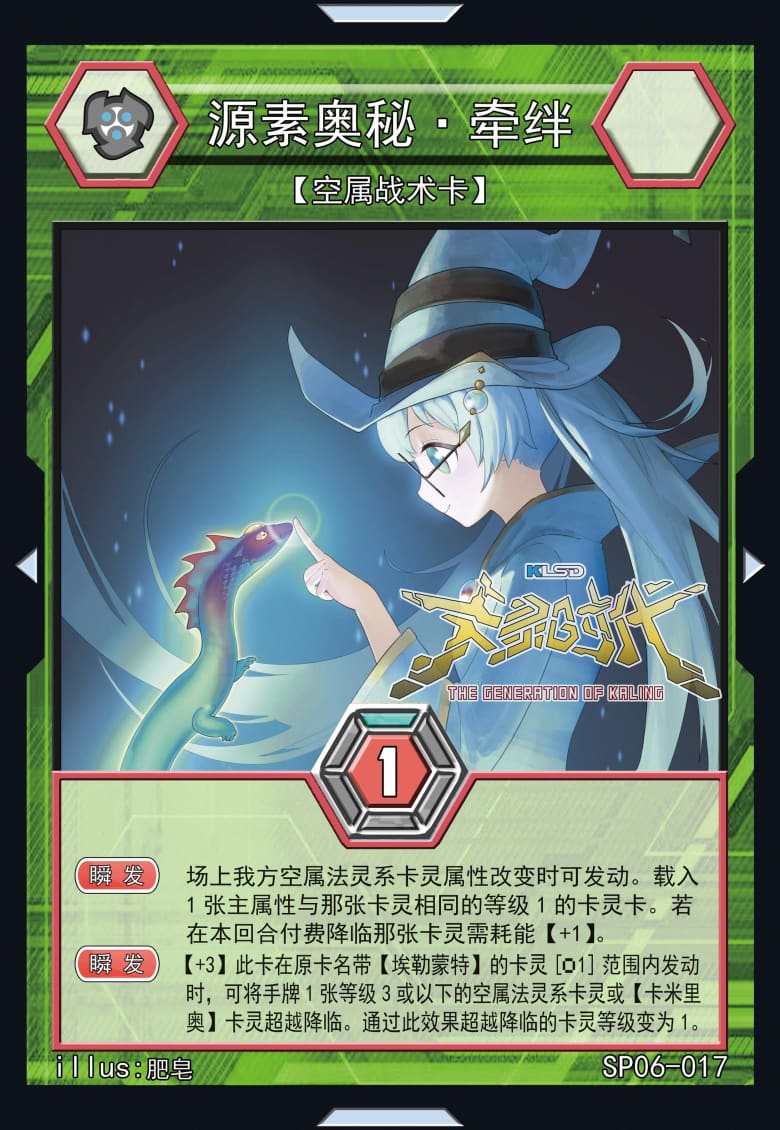 源素奥秘·牵绊
【空属战术卡】
KLSD
卡灵时代
THE GENERATION OF KALING
1
瞬发 场上我方空属法灵系卡灵属性改变时可发动。载入
1张主属性与那张卡灵相同的等级1的卡灵卡。若
在本回合付费降临那张卡灵需耗能【+1】。
瞬发 【+3】此卡在原卡名带【埃勒蒙特】的卡灵[1]范围内发动
时,可将手牌1张等级3或以下的空属法灵系卡灵或【卡米里
奥】卡灵超越降临。通过此效果超越降临的卡灵等级变为1。
illus:肥皂
SP06-017